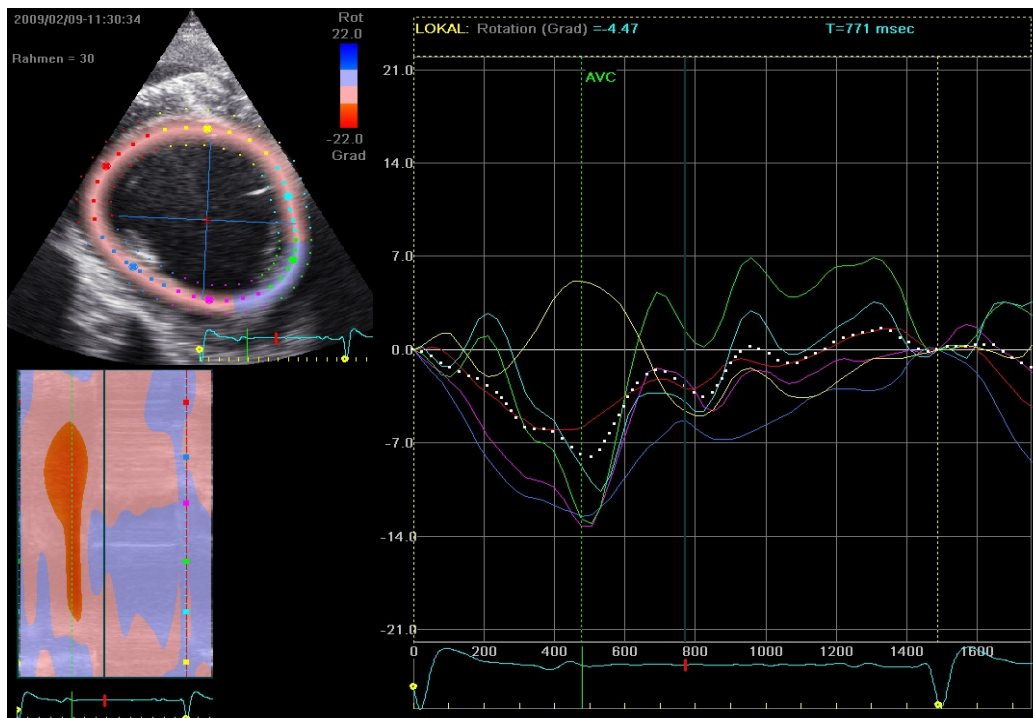 2009/02/09-11:30:34
Rot
22.0
Rahmen = 30
-22.0
Grad
LOKAL: Rotation (Grad) =-4.47 T=771 msec
21.0
AVC
14.0
7.0
0.0
-7.0
-14.0
-21.0
0 200 400 600 800 1000 1200 1400 1600